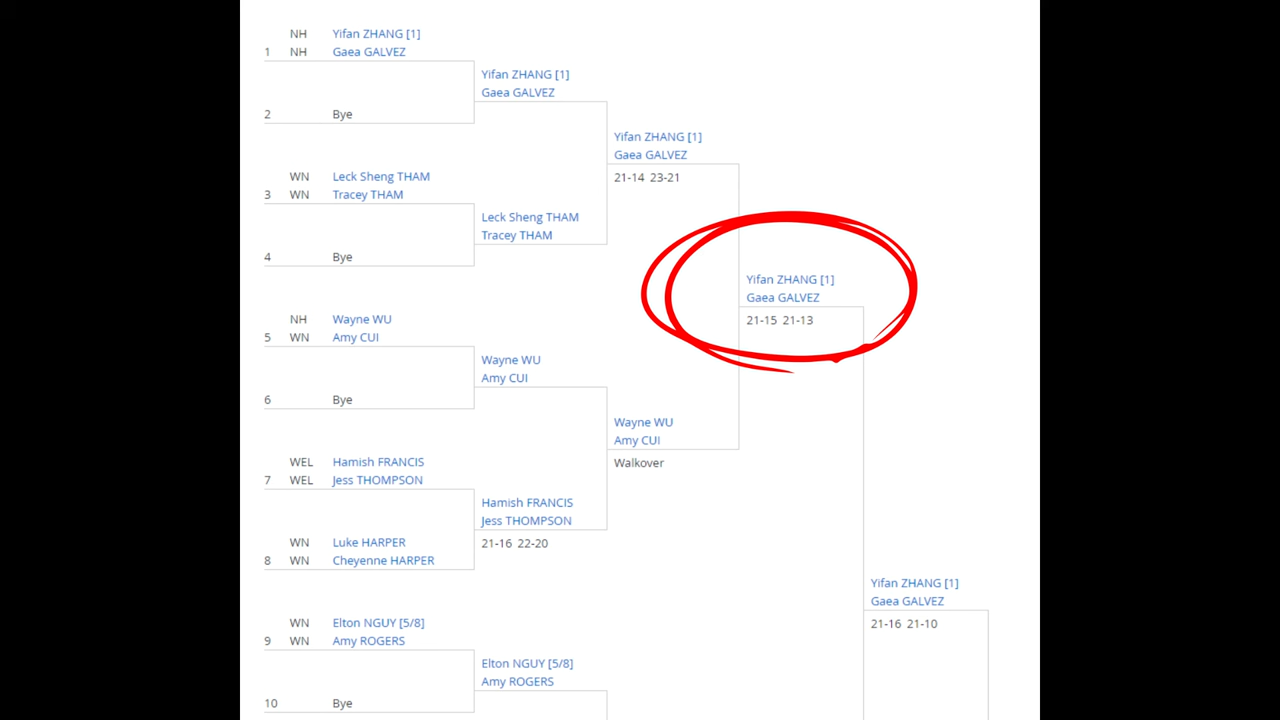 NH Yifan ZHANG [1]
1 NH Gaea GALVEZ
Yifan ZHANG [1]
Gaea GALVEZ
2 Bye
Yifan ZHANG [1]
Gaea GALVEZ
21-14 23-21
WN Leck Sheng THAM
3 WN Tracey THAM
Leck Sheng THAM
Tracey THAM
4 Bye
Yifan ZHANG [1]
Gaea GALVEZ
21-15 21-13
NH Wayne WU
5 WN Amy CUI
Wayne WU
Amy CUI
6 Bye
Wayne WU
Amy CUI
Walkover
WEL Hamish FRANCIS
7 WEL Jess THOMPSON
Hamish FRANCIS
Jess THOMPSON
21-16 22-20
WN Luke HARPER
8 WN Cheyenne HARPER
Yifan ZHANG [1]
Gaea GALVEZ
21-16 21-10
WN Elton NGUY [5/8]
9 WN Amy ROGERS
Elton NGUY [5/8]
Amy ROGERS
10 Bye